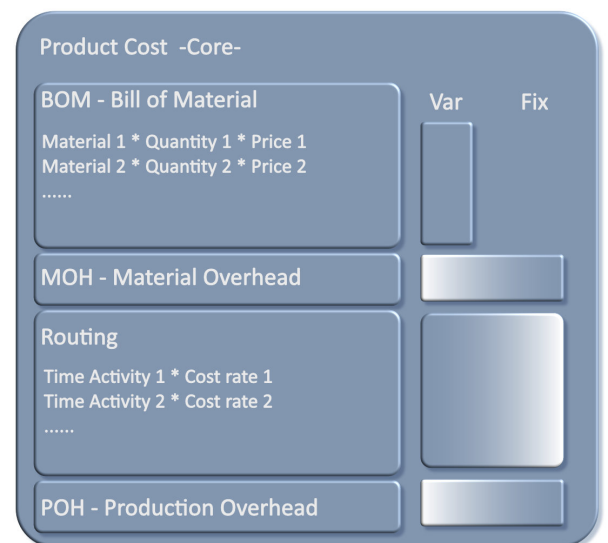 Product Cost -Core-
BOM - Bill of Material
Var Fix
Material 1 * Quantity 1 * Price 1
Material 2 * Quantity 2 * Price 2
......
MOH - Material Overhead
Routing
Time Activity 1 * Cost rate 1
Time Activity 2 * Cost rate 2
......
POH - Production Overhead